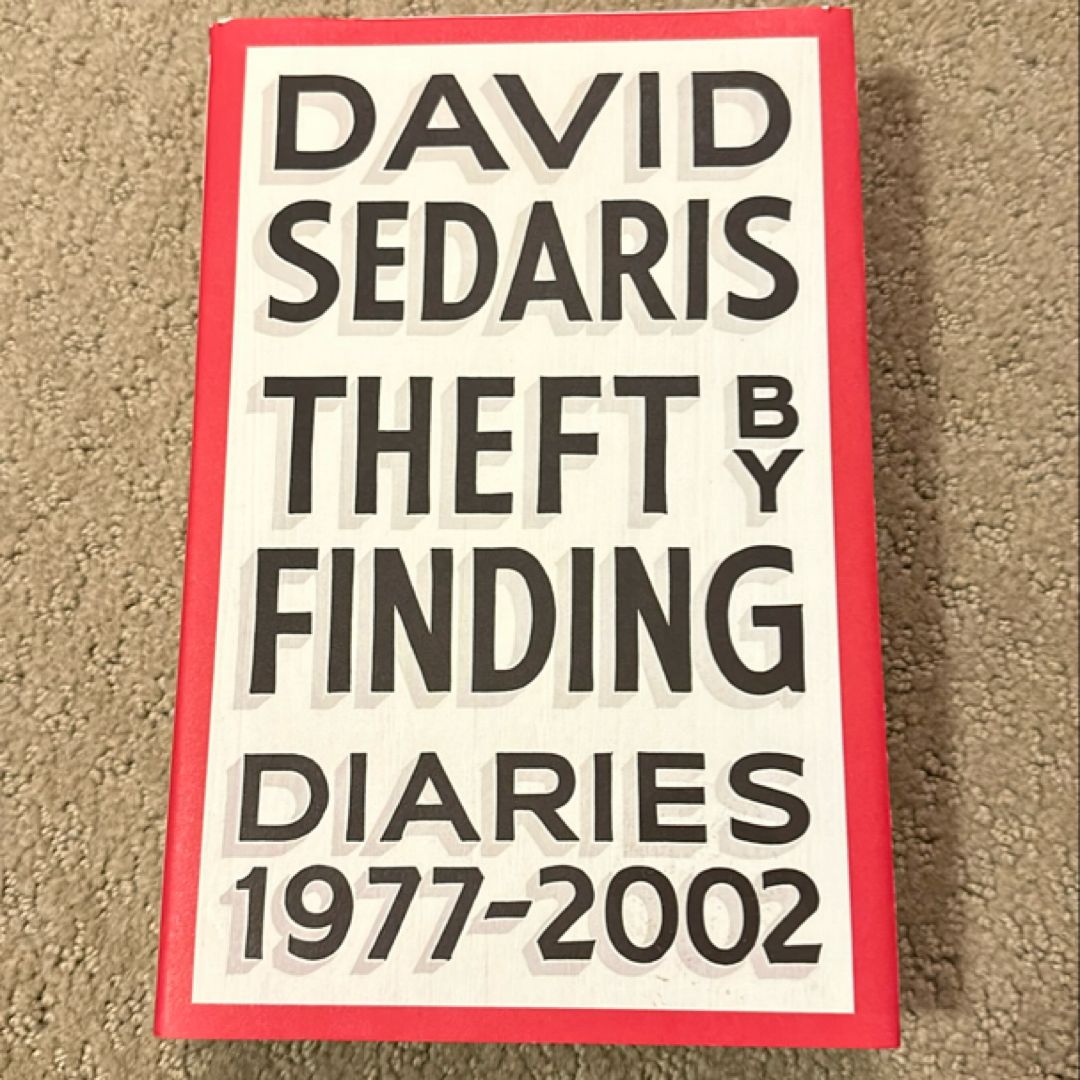 DAVID
SEDARIS
THEFT BY
FINDING
DIARIES
1977-2002